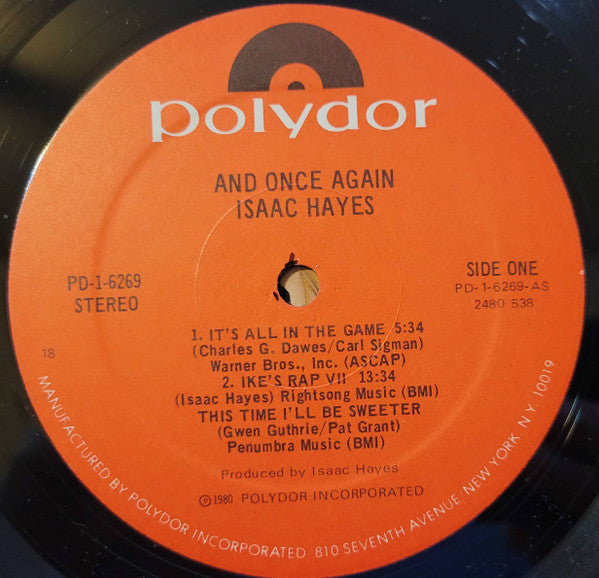 polydor
AND ONCE AGAIN
ISAAC HAYES
PD-1-6269
STEREO
SIDE ONE
PD-1-6269-AS
2480 538
18
1. IT'S ALL IN THE GAME 5:34
(Charles G. Dawes/Carl Sigman)
Warner Bros., Inc. (ASCAP)
2. IKE'S RAP VII 13:34
(Isaac Hayes) Rightsong Music (BMI)
THIS TIME I'LL BE SWEETER
(Gwen Guthrie/Pat Grant)
Penumbra Music (BMI)
Produced by Isaac Hayes
℗1980 POLYDOR INCORPORATED
MANUFACTURED BY POLYDOR INCORPORATED 810 SEVENTH AVENUE, NEW YORK, N.Y. 10019